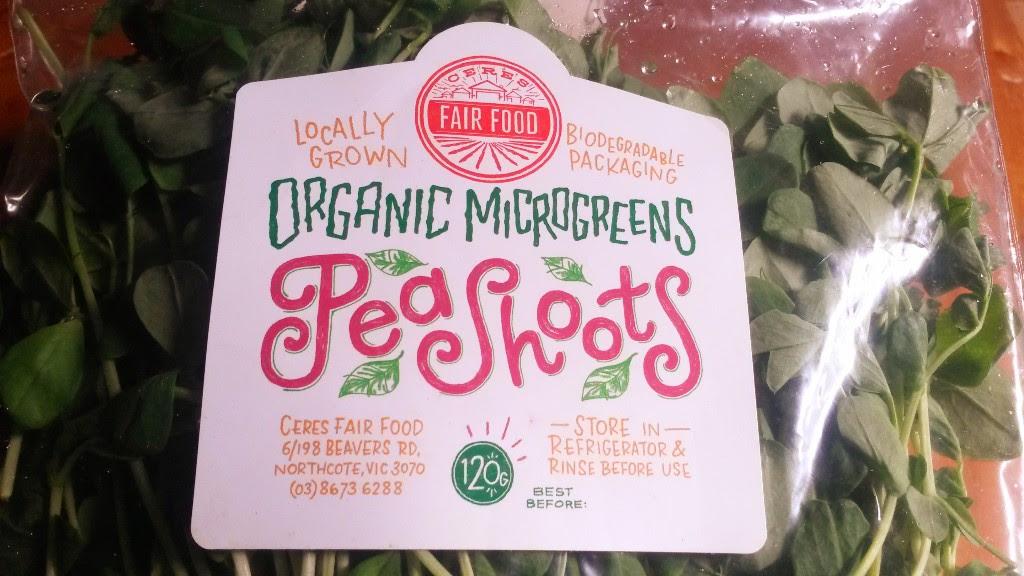 CERES
FAIR FOOD
LOCALLY
GROWN
BIODEGRADABLE
PACKAGING
ORGANIC MICROGREENS
Pea Shoots
CERES FAIR FOOD
6/198 BEAVERS RD,
NORTHCOTE, VIC 3070
(03) 8673 6288
120G
— STORE IN —
REFRIGERATOR &
RINSE BEFORE USE
BEST
BEFORE: